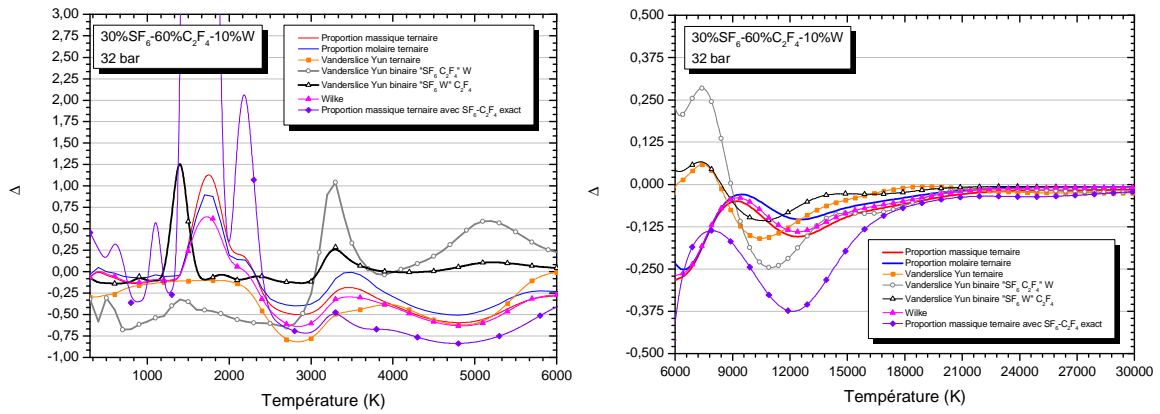 30%SF₆-60%C₂F₄-10%W
32 bar
Proportion massique ternaire
Proportion molaire ternaire
Vanderslice Yun ternaire
Vanderslice Yun binaire "SF₆ C₂F₄" W
Vanderslice Yun binaire "SF₆ W" C₂F₄
Wilke
Proportion massique ternaire avec SF₆-C₂F₄ exact
3,00
2,75
2,50
2,25
2,00
1,75
1,50
1,25
1,00
0,75
0,50
0,25
0,00
-0,25
-0,50
-0,75
-1,00
Δ
1000 2000 3000 4000 5000 6000
Température (K)
30%SF₆-60%C₂F₄-10%W
32 bar
0,500
0,375
0,250
0,125
0,000
-0,125
-0,250
-0,375
-0,500
Δ
Proportion massique ternaire
Proportion molaire ternaire
Vanderslice Yun ternaire
Vanderslice Yun binaire "SF₆ C₂F₄" W
Vanderslice Yun binaire "SF₆ W" C₂F₄
Wilke
Proportion massique ternaire avec SF₆-C₂F₄ exact
6000 9000 12000 15000 18000 21000 24000 27000 30000
Température (K)